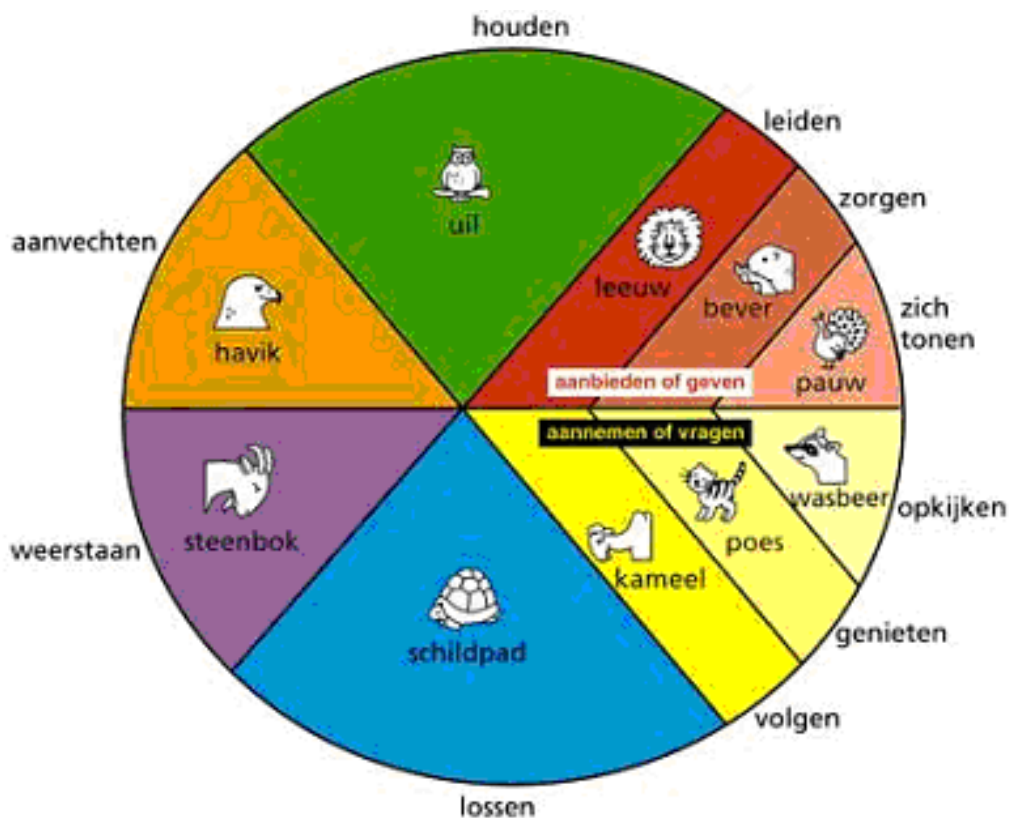 houden
leiden
zorgen
zich
tonen
aanvechten
uil
leeuw
bever
pauw
havik
aanbieden of geven
aannemen of vragen
wasbeer
opkijken
poes
steenbok
weerstaan
kameel
schildpad
genieten
volgen
lossen